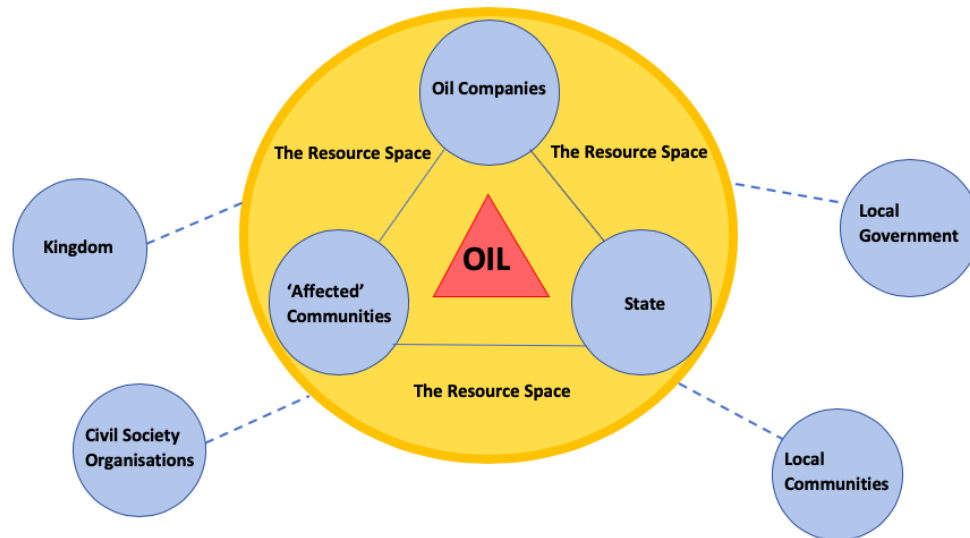 Oil Companies
The Resource Space
The Resource Space
Kingdom
Local
Government
OIL
‘Affected’
Communities
State
The Resource Space
Civil Society
Organisations
Local
Communities